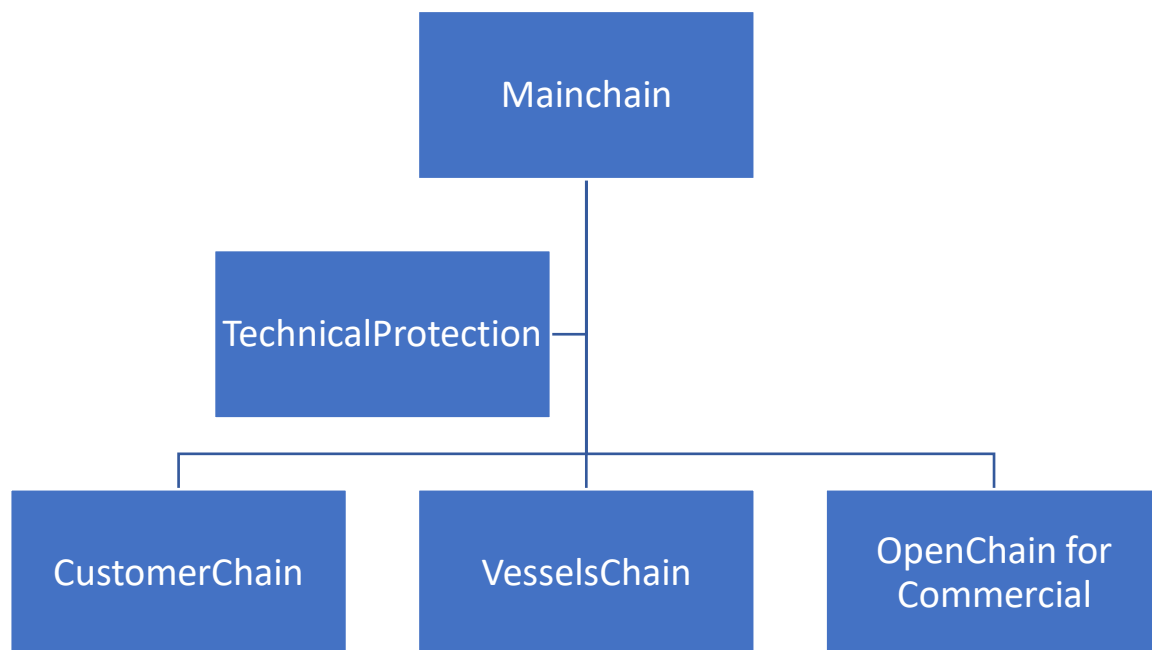 Mainchain
TechnicalProtection
CustomerChain
VesselsChain
OpenChain for
Commercial